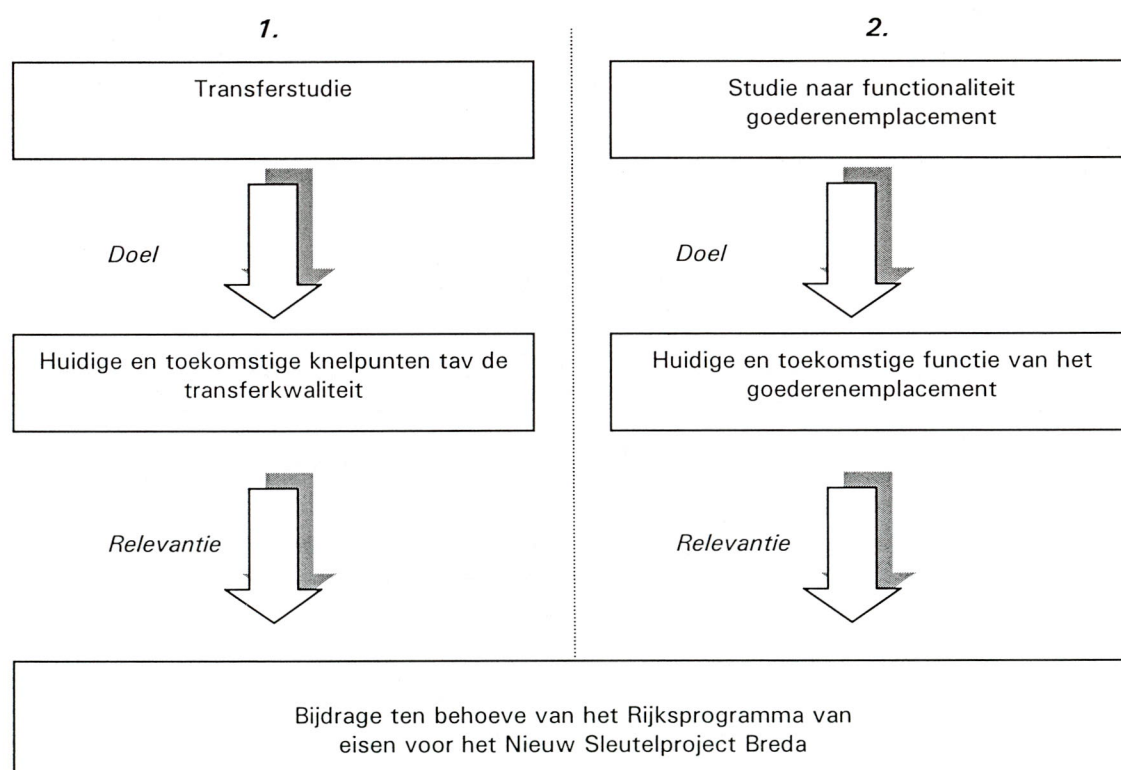 1.
Transferstudie
Doel
Huidige en toekomstige knelpunten tav de
transferkwaliteit
Relevantie
2.
Studie naar functionaliteit
goederenemplacement
Doel
Huidige en toekomstige functie van het
goederenemplacement
Relevantie
Bijdrage ten behoeve van het Rijksprogramma van
eisen voor het Nieuw Sleutelproject Breda